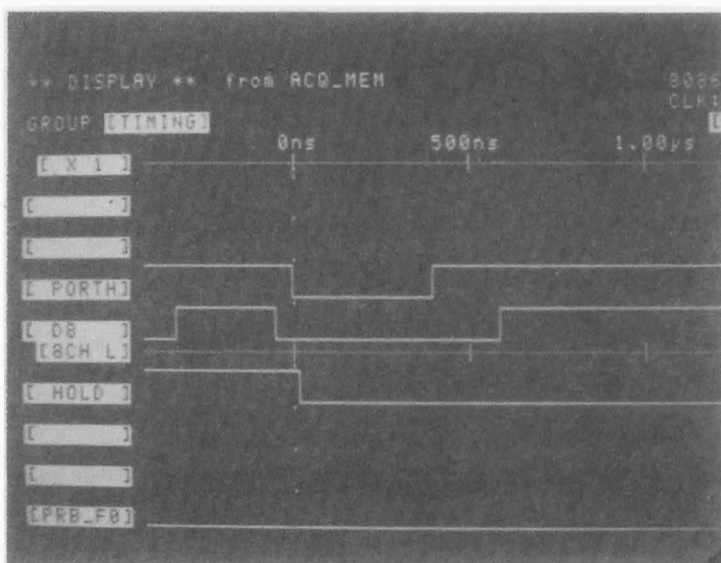 ** DISPLAY ** from ACQ_MEM
GROUP [TIMING]
0ns 500ns 1.00µs
[ X 1 ]
[ ]
[ ]
[ PORTH]
[ D8 ]
[8CH L]
[ HOLD ]
[ ]
[ ]
[PRB_F0]